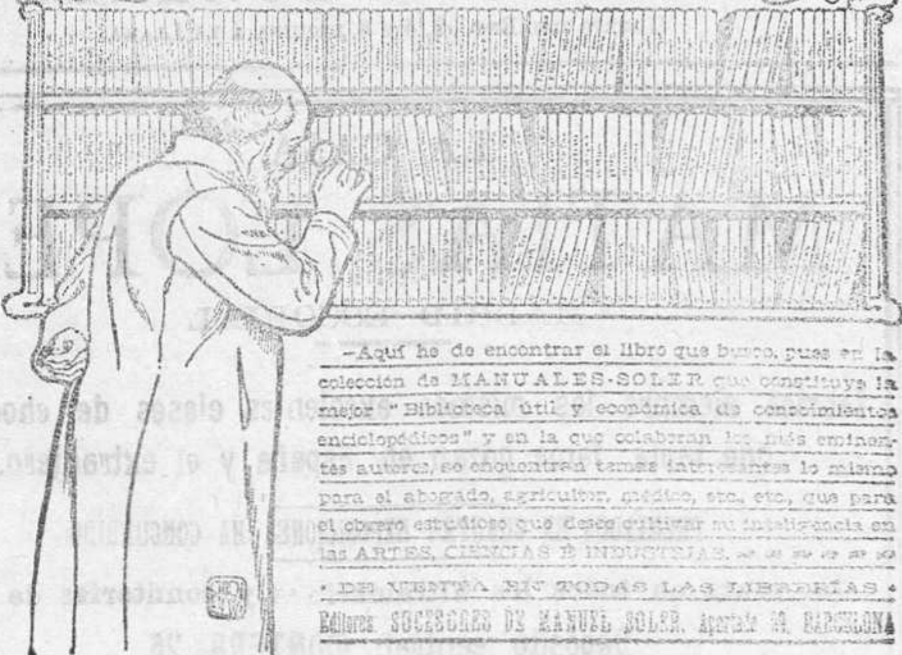 —Aquí he de encontrar el libro que busco, pues en la
colección de MANUALES-SOLER que constituye la
mejor "Biblioteca útil y económica de conocimientos
enciclopédicos" y en la que colaboran los más eminen-
tes autores, se encuentran temas interesantes lo mismo
para el abogado, agricultor, médico, etc., etc., que para
el obrero estudioso que desee cultivar su inteligencia en
las ARTES, CIENCIAS É INDUSTRIAS.
DE VENTA EN TODAS LAS LIBRERÍAS
Editores SUCESORES DE MANUEL SOLER, Apartado BARCELONA